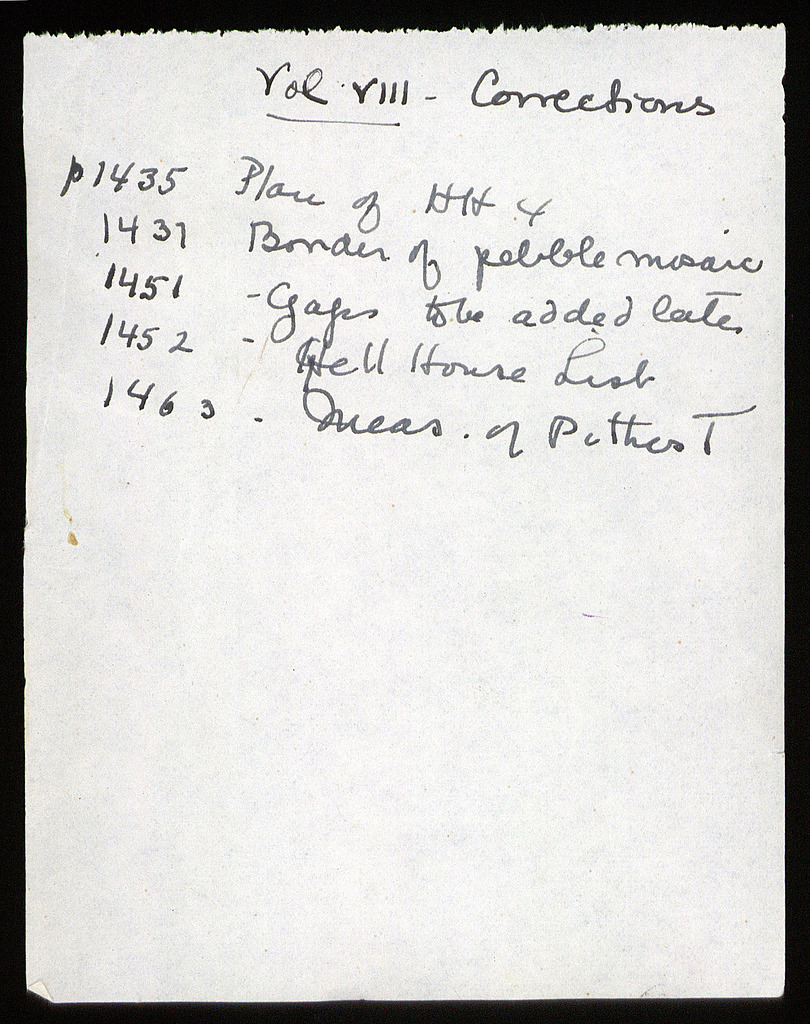 Vol VIII - Corrections
p1435 Plan of HH 4
1437 Border of pebble mosaic
1451 - Gaps to be added later
1452 - Hell House List
1463 - Meas. of Pithos T